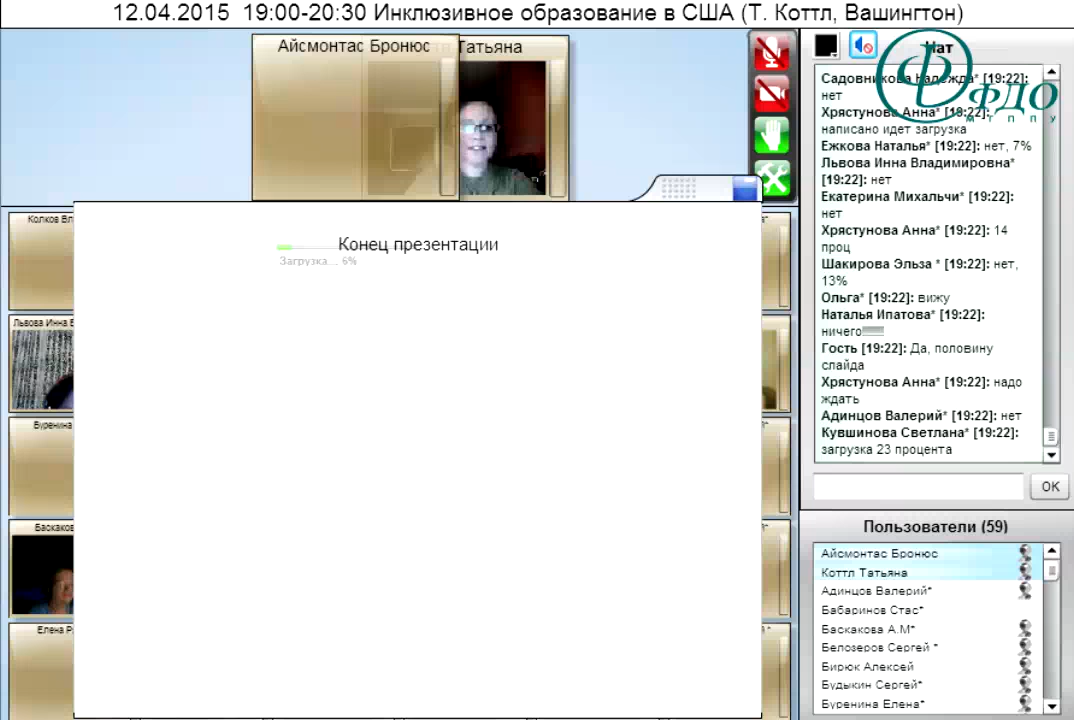 12.04.2015 19:00-20:30 Инклюзивное образование в США (Т. Коттл, Вашингтон)
Айсмонтас Бронюс
Татьяна
Чат
ФДО
МГППУ
Садовникова Надежда* [19:22]:
нет
Хрястунова Анна* [19:22]:
написано идет загрузка
Ежкова Наталья* [19:22]: нет, 7%
Львова Инна Владимировна*
[19:22]: нет
Екатерина Михальчи* [19:22]:
нет
Хрястунова Анна* [19:22]: 14
проц
Шакирова Эльза * [19:22]: нет,
13%
Ольга* [19:22]: вижу
Наталья Ипатова* [19:22]:
ничего
Гость [19:22]: Да, половину
слайда
Хрястунова Анна* [19:22]: надо
ждать
Адинцов Валерий* [19:22]: нет
Кувшинова Светлана* [19:22]:
загрузка 23 процента
OK
Колков Вл
Львова Инна В
Буренина
Баскаков
Елена Р
Конец презентации
Загрузка... 6%
Пользователи (59)
Айсмонтас Бронюс
Коттл Татьяна
Адинцов Валерий*
Бабаринов Стас*
Баскакова А.М*
Белозеров Сергей *
Бирюк Алексей
Будыкин Сергей*
Буренина Елена*